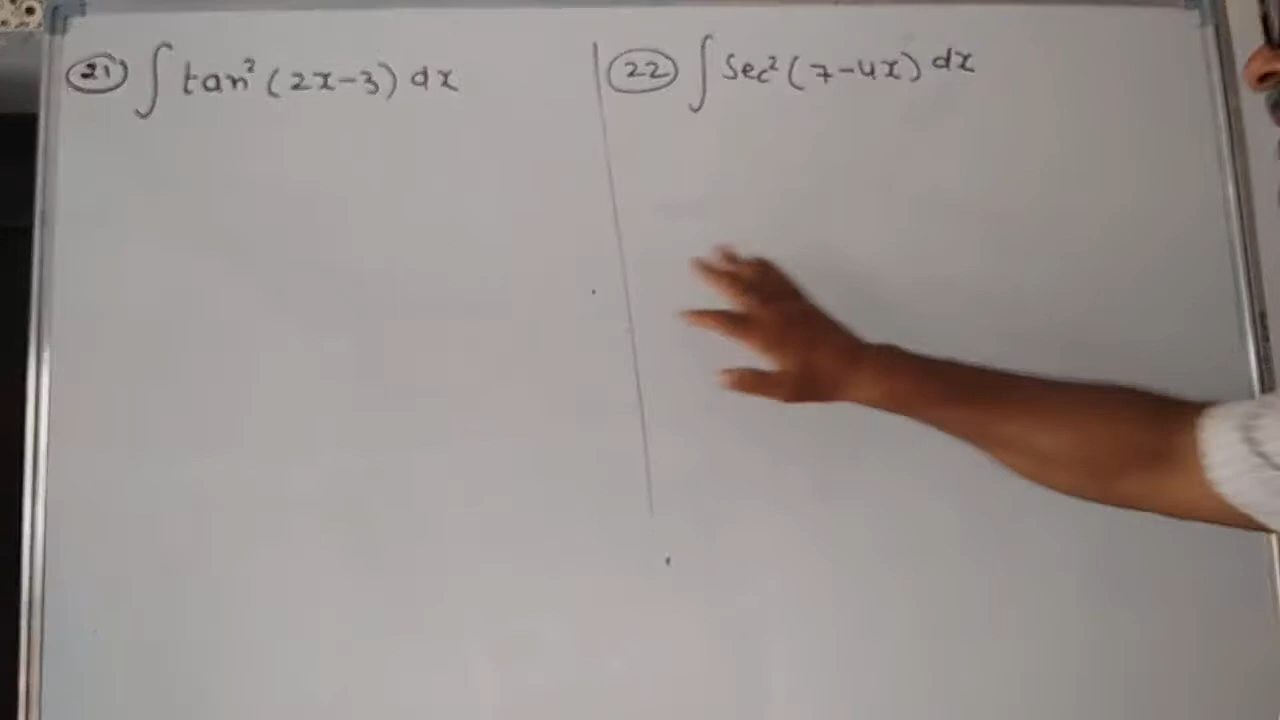 21 ∫ tan² (2x-3) dx
22 ∫ Sec² (7-4x) dx